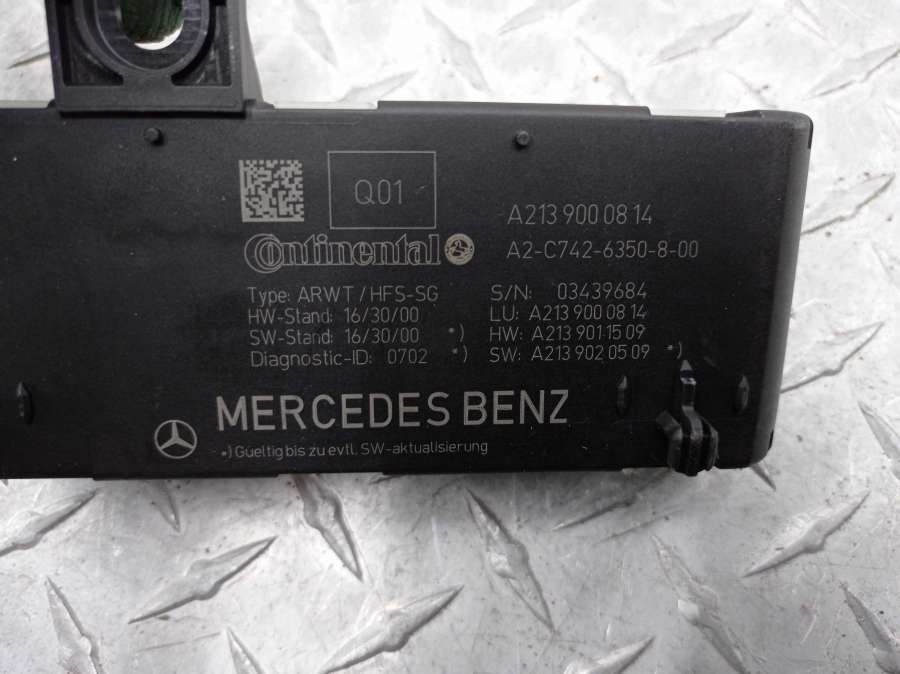 Q01
A213 900 08 14
Continental
A2-C742-6350-8-00
Type: ARWT/HFS-SG
S/N: 03439684
HW-Stand: 16/30/00
LU: A213 900 08 14
SW-Stand: 16/30/00 *)
HW: A213 901 15 09
Diagnostic-ID: 0702 *)
SW: A213 902 05 09 *)
MERCEDES BENZ
*) Gueltig bis zu evtl. SW-aktualisierung